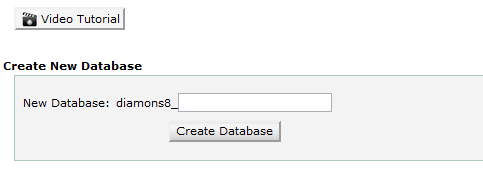 Video Tutorial
Create New Database
New Database: diamons8_
Create Database